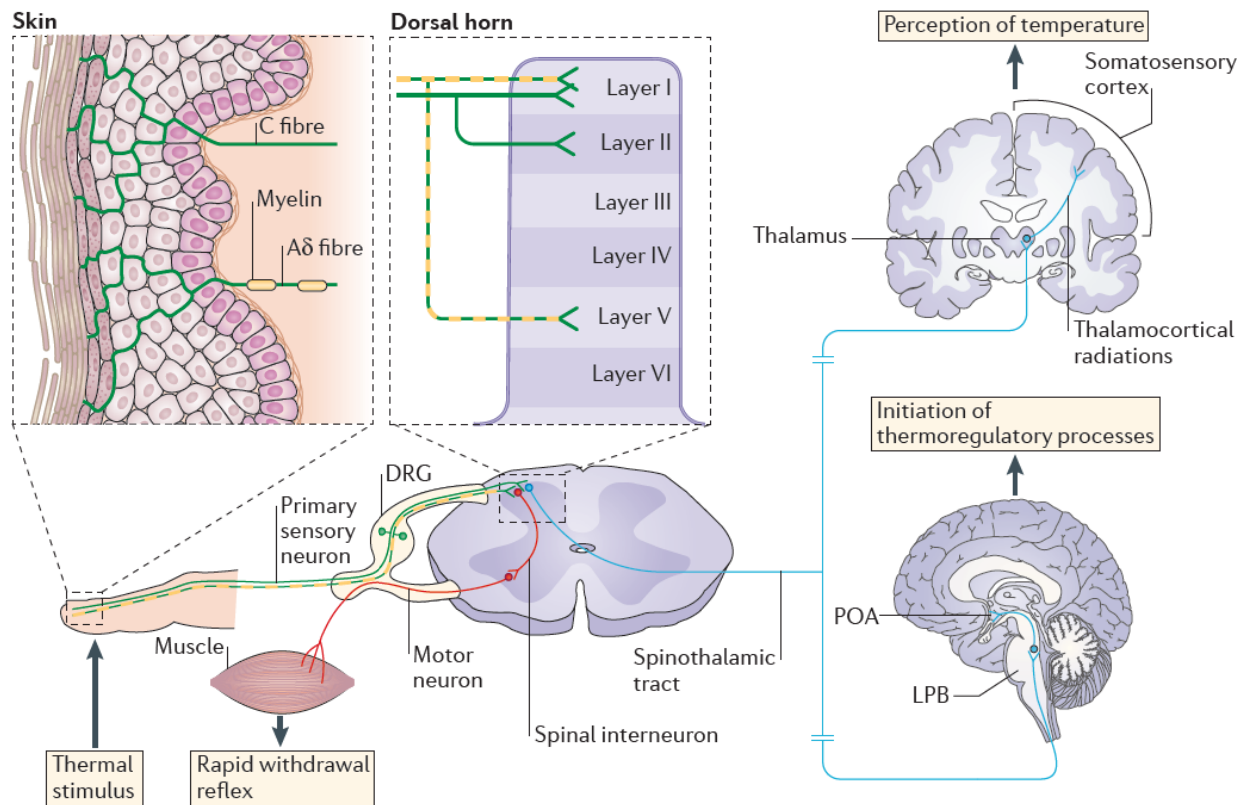 Skin
C fibre
Myelin
Aδ fibre
Dorsal horn
Layer I
Layer II
Layer III
Layer IV
Layer V
Layer VI
Perception of temperature
Somatosensory
cortex
Thalamus
Thalamocortical
radiations
Initiation of
thermoregulatory processes
POA
LPB
DRG
Primary
sensory
neuron
Muscle
Motor
neuron
Spinothalamic
tract
Spinal interneuron
Thermal
stimulus
Rapid withdrawal
reflex